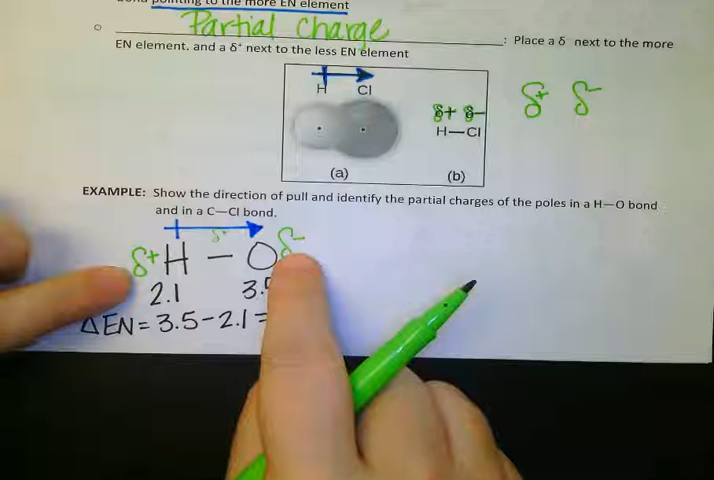 pointing to the more EN element
Partial Charge : Place a δ⁻ next to the more
EN element, and a δ⁺ next to the less EN element
H Cl
δ+ δ-
H—Cl
(a) (b)
δ+ δ-
EXAMPLE: Show the direction of pull and identify the partial charges of the poles in a H—O bond
and in a C—Cl bond.
δ+ H — O δ-
2.1 3.5
ΔEN = 3.5 - 2.1 =